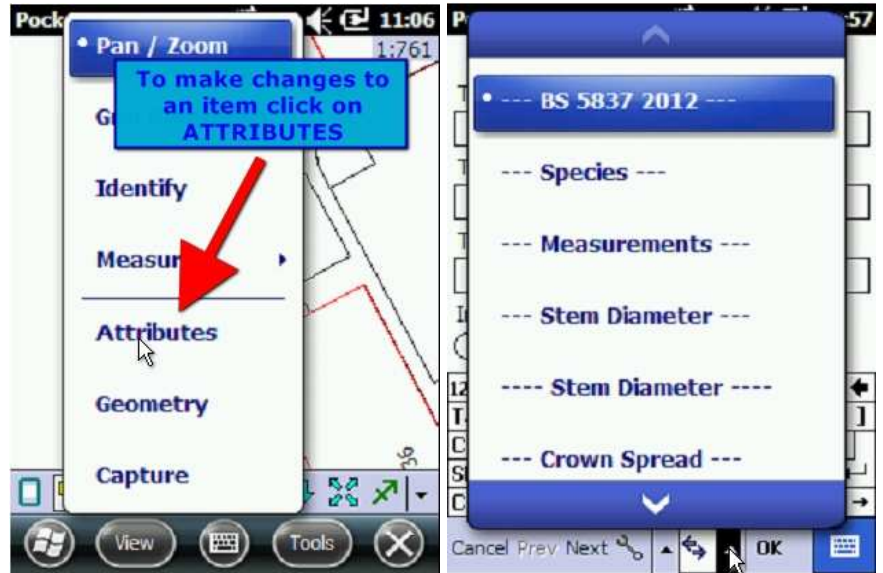 Pock
11:06
Pan / Zoom
1:761
To make changes to
an item click on
ATTRIBUTES
Identify
Measur
Attributes
Geometry
Capture
36
View
Tools
P
:57
--- BS 5837 2012 ---
--- Species ---
--- Measurements ---
--- Stem Diameter ---
---- Stem Diameter ----
--- Crown Spread ---
12
]
Cancel Prev Next
OK